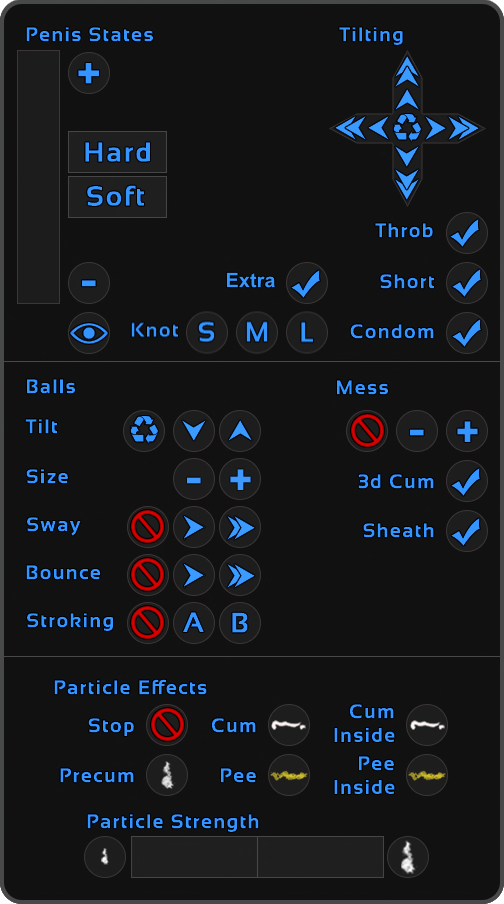 Penis States
Tilting
+
Hard
Soft
Throb
-
Extra
Short
Knot S M L
Condom
Balls
Mess
Tilt
- +
Size - +
3d Cum
Sway
Sheath
Bounce
Stroking A B
Particle Effects
Stop Cum Cum
Inside
Precum Pee Pee
Inside
Particle Strength